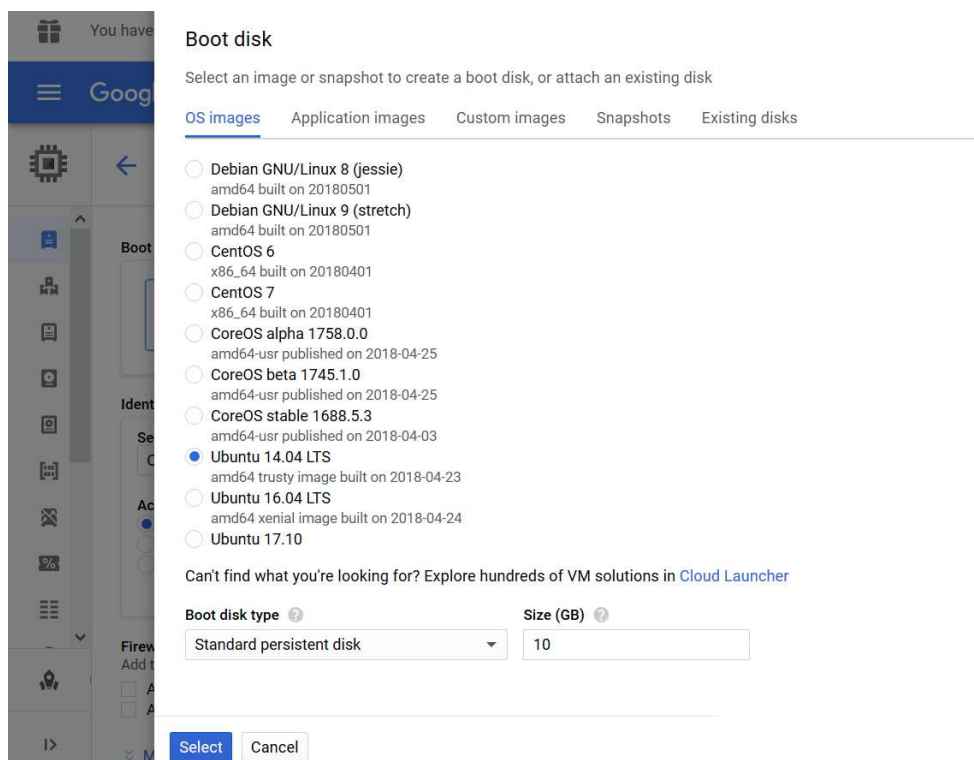 You have
Goog
Boot
Ident
Se
C
Ac
Firew
Add t
A
A
M
Boot disk
Select an image or snapshot to create a boot disk, or attach an existing disk
OS images Application images Custom images Snapshots Existing disks
Debian GNU/Linux 8 (jessie)
amd64 built on 20180501
Debian GNU/Linux 9 (stretch)
amd64 built on 20180501
CentOS 6
x86_64 built on 20180401
CentOS 7
x86_64 built on 20180401
CoreOS alpha 1758.0.0
amd64-usr published on 2018-04-25
CoreOS beta 1745.1.0
amd64-usr published on 2018-04-25
CoreOS stable 1688.5.3
amd64-usr published on 2018-04-03
Ubuntu 14.04 LTS
amd64 trusty image built on 2018-04-23
Ubuntu 16.04 LTS
amd64 xenial image built on 2018-04-24
Ubuntu 17.10
Can't find what you're looking for? Explore hundreds of VM solutions in Cloud Launcher
Boot disk type Size (GB)
Standard persistent disk 10
Select Cancel